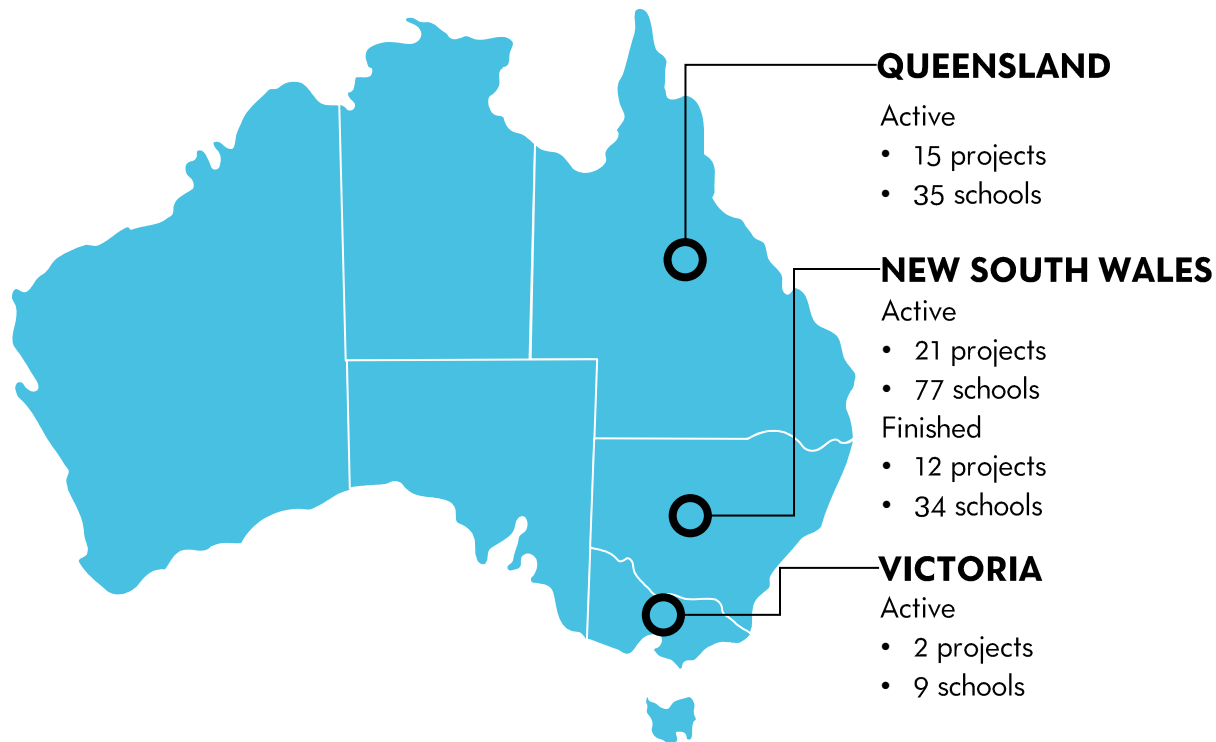 QUEENSLAND
Active
• 15 projects
• 35 schools
NEW SOUTH WALES
Active
• 21 projects
• 77 schools
Finished
• 12 projects
• 34 schools
VICTORIA
Active
• 2 projects
• 9 schools